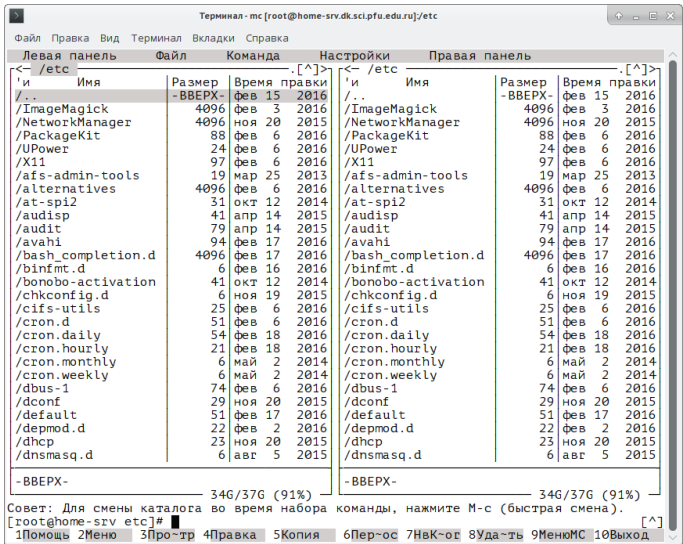 Терминал - mc [root@home-srv.dk.sci.pfu.edu.ru]:/etc
Файл Правка Вид Терминал Вкладки Справка
Левая панель Файл Команда Настройки Правая панель
<− /etc .[^]> <− /etc .[^]>
'и Имя Размер Время правки 'и Имя Размер Время правки
/.. -ВВЕРХ- фев 15 2016 /.. -ВВЕРХ- фев 15 2016
/ImageMagick 4096 фев 3 2016 /ImageMagick 4096 фев 3 2016
/NetworkManager 4096 ноя 20 2015 /NetworkManager 4096 ноя 20 2015
/PackageKit 88 фев 6 2016 /PackageKit 88 фев 6 2016
/UPower 24 фев 6 2016 /UPower 24 фев 6 2016
/X11 97 фев 6 2016 /X11 97 фев 6 2016
/afs-admin-tools 19 мар 25 2013 /afs-admin-tools 19 мар 25 2013
/alternatives 4096 фев 6 2016 /alternatives 4096 фев 6 2016
/at-spi2 31 окт 12 2014 /at-spi2 31 окт 12 2014
/audisp 41 апр 14 2015 /audisp 41 апр 14 2015
/audit 79 апр 14 2015 /audit 79 апр 14 2015
/avahi 94 фев 17 2016 /avahi 94 фев 17 2016
/bash_completion.d 4096 фев 17 2016 /bash_completion.d 4096 фев 17 2016
/binfmt.d 6 фев 16 2016 /binfmt.d 6 фев 16 2016
/bonobo-activation 41 окт 12 2014 /bonobo-activation 41 окт 12 2014
/chkconfig.d 6 ноя 19 2015 /chkconfig.d 6 ноя 19 2015
/cifs-utils 25 фев 6 2016 /cifs-utils 25 фев 6 2016
/cron.d 51 фев 6 2016 /cron.d 51 фев 6 2016
/cron.daily 54 фев 18 2016 /cron.daily 54 фев 18 2016
/cron.hourly 21 фев 18 2016 /cron.hourly 21 фев 18 2016
/cron.monthly 6 май 2 2014 /cron.monthly 6 май 2 2014
/cron.weekly 6 май 2 2014 /cron.weekly 6 май 2 2014
/dbus-1 74 фев 6 2016 /dbus-1 74 фев 6 2016
/dconf 29 ноя 20 2015 /dconf 29 ноя 20 2015
/default 51 фев 17 2016 /default 51 фев 17 2016
/depmod.d 22 фев 2 2016 /depmod.d 22 фев 2 2016
/dhcp 23 ноя 20 2015 /dhcp 23 ноя 20 2015
/dnsmasq.d 6 авг 5 2015 /dnsmasq.d 6 авг 5 2015
-ВВЕРХ- -ВВЕРХ-
34G/37G (91%) 34G/37G (91%)
Совет: Для смены каталога во время набора команды, нажмите M-c (быстрая смена).
[root@home-srv etc]# [^]
1Помощь 2Меню 3Про~тр 4Правка 5Копия 6Пер~ос 7НвК~ог 8Уда~ть 9МенюМС 10Выход